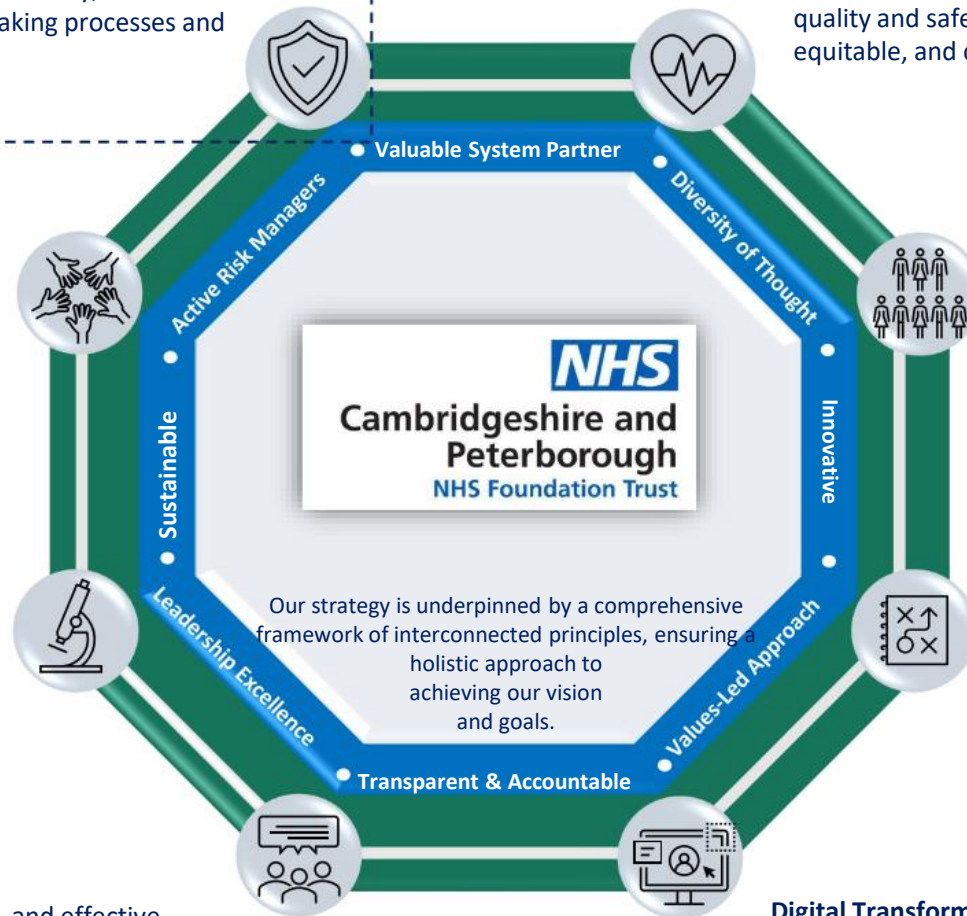 aking processes and
quality and safe
equitable, and c
Valuable System Partner
Active Risk Managers
Diversity of Thought
NHS
Cambridgeshire and
Peterborough
NHS Foundation Trust
Sustainable
Innovative
Our strategy is underpinned by a comprehensive
framework of interconnected principles, ensuring a
holistic approach to
achieving our vision
and goals.
Leadership Excellence
Values-Led Approach
Transparent & Accountable
and effective
Digital Transform